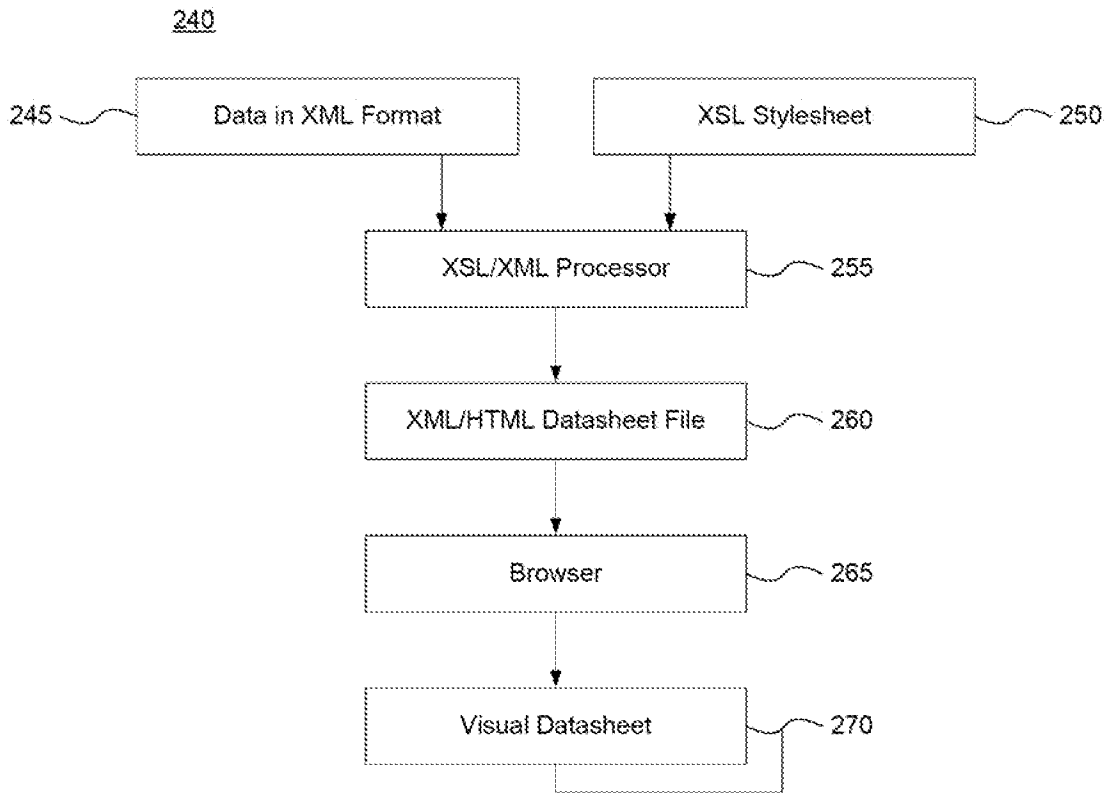 240
245 Data in XML Format XSL Stylesheet 250
XSL/XML Processor 255
XML/HTML Datasheet File 260
Browser 265
Visual Datasheet 270